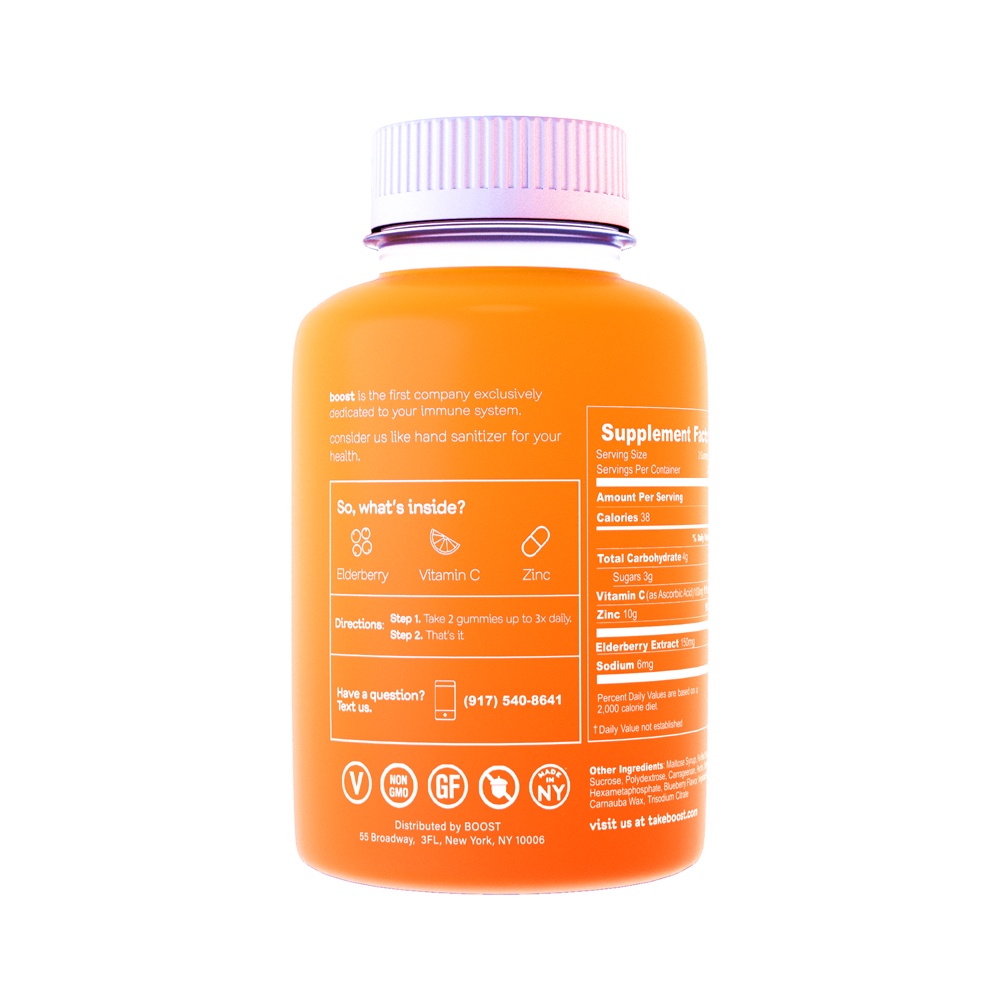 boost is the first company exclusively
dedicated to your immune system.
consider us like hand sanitizer for your
health.
So, what's inside?
Elderberry Vitamin C Zinc
Directions: Step 1. Take 2 gummies up to 3x daily.
Step 2. That's it
Have a question?
Text us.
(917) 540-8641
V
NON
GMO
GF
MADE
IN
NY
Distributed by BOOST
55 Broadway, 3FL, New York, NY 10006
Supplement
Serving Size
Servings Per Container
Amount Per Serving
Calories 38
% Daily
Total Carbohydrate 4g
Sugars 3g
Vitamin C (as Ascorbic Acid)
Zinc 10g
Elderberry Extract 150mg
Sodium 6mg
Percent Daily Values are based on a
2,000 calorie diet.
† Daily Value not established
Other Ingredients: Maltose Syrup,
Sucrose, Polydextrose, Carrageenan,
Hexametaphosphate, Blueberry Flavor,
Carnauba Wax, Trisodium Citrate
visit us at takeboost.com